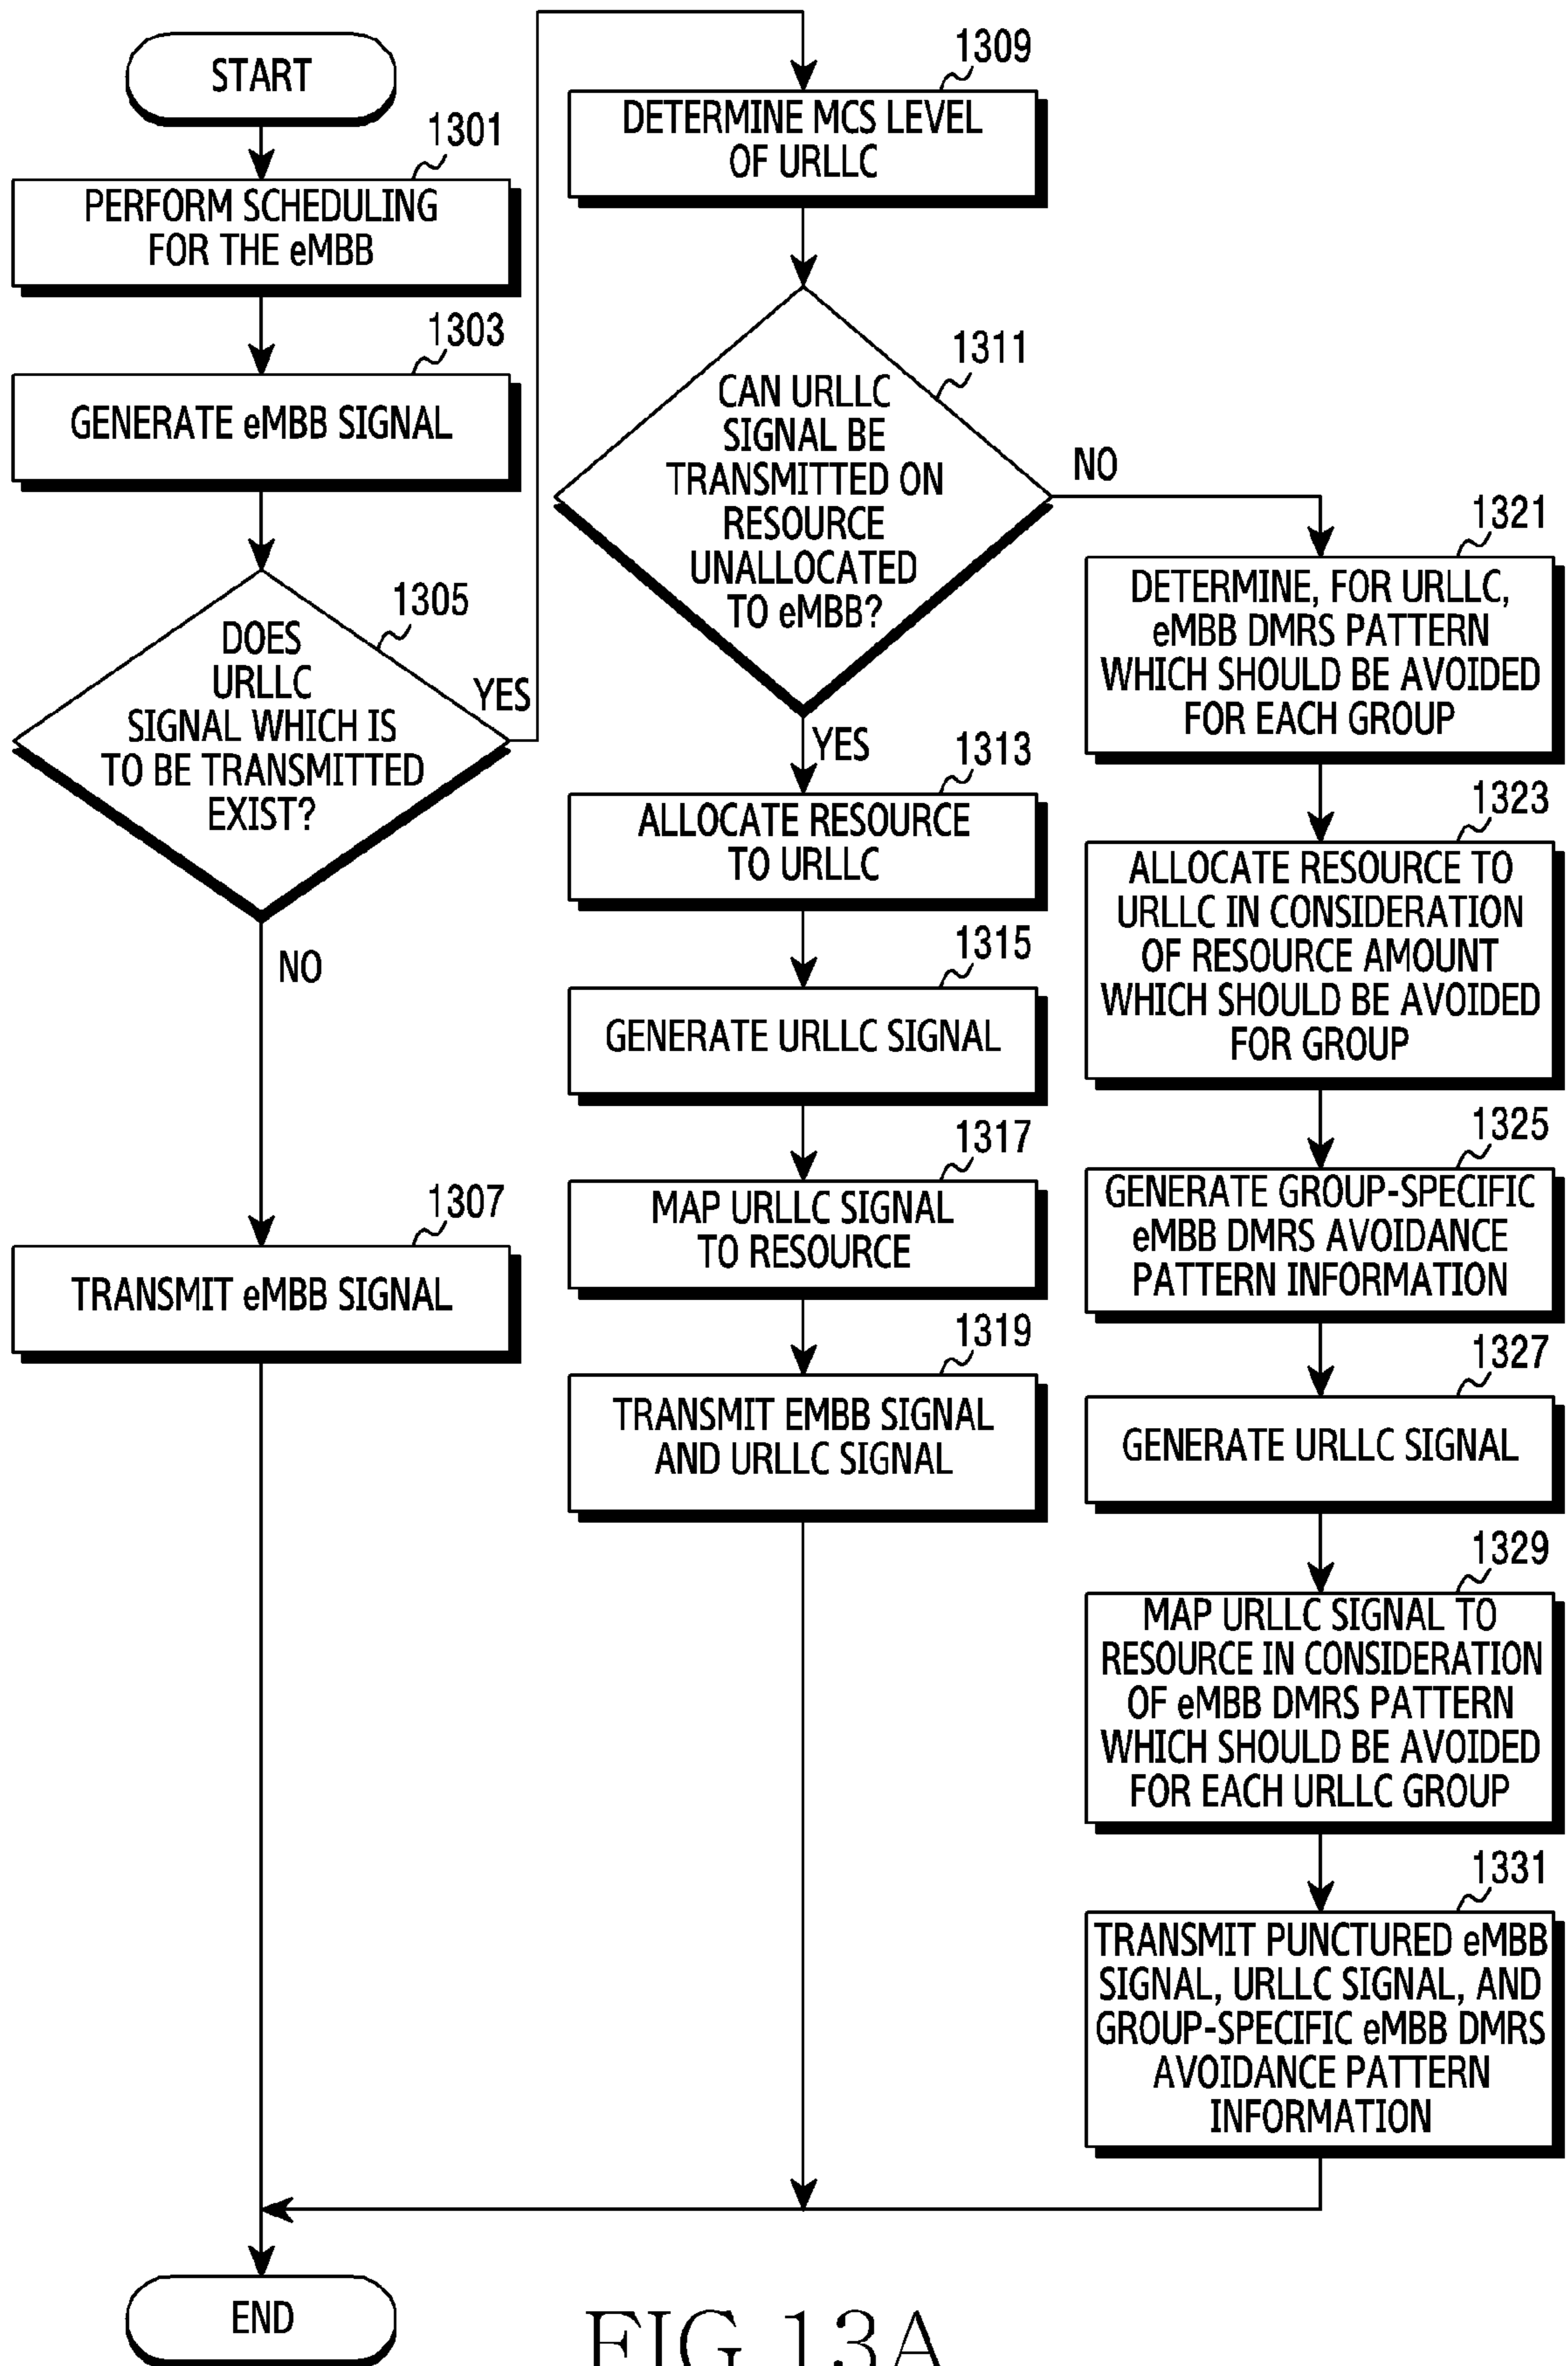 START
1301
PERFORM SCHEDULING
FOR THE eMBB
1303
GENERATE eMBB SIGNAL
1305
DOES
URLLC
SIGNAL WHICH IS
TO BE TRANSMITTED
EXIST?
YES
NO
1307
TRANSMIT eMBB SIGNAL
1309
DETERMINE MCS LEVEL
OF URLLC
1311
CAN URLLC
SIGNAL BE
TRANSMITTED ON
RESOURCE
UNALLOCATED
TO eMBB?
NO
YES
1313
ALLOCATE RESOURCE
TO URLLC
1315
GENERATE URLLC SIGNAL
1317
MAP URLLC SIGNAL
TO RESOURCE
1319
TRANSMIT EMBB SIGNAL
AND URLLC SIGNAL
1321
DETERMINE, FOR URLLC,
eMBB DMRS PATTERN
WHICH SHOULD BE AVOIDED
FOR EACH GROUP
1323
ALLOCATE RESOURCE TO
URLLC IN CONSIDERATION
OF RESOURCE AMOUNT
WHICH SHOULD BE AVOIDED
FOR GROUP
1325
GENERATE GROUP-SPECIFIC
eMBB DMRS AVOIDANCE
PATTERN INFORMATION
1327
GENERATE URLLC SIGNAL
1329
MAP URLLC SIGNAL TO
RESOURCE IN CONSIDERATION
OF eMBB DMRS PATTERN
WHICH SHOULD BE AVOIDED
FOR EACH URLLC GROUP
1331
TRANSMIT PUNCTURED eMBB
SIGNAL, URLLC SIGNAL, AND
GROUP-SPECIFIC eMBB DMRS
AVOIDANCE PATTERN
INFORMATION
END
FIG.13A